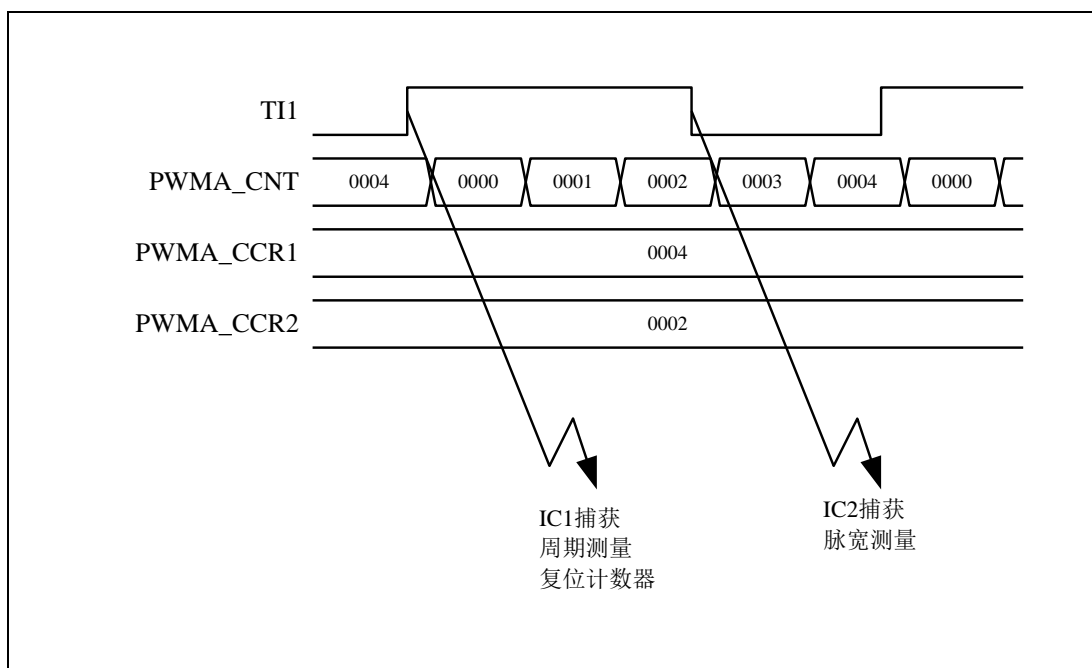 TI1
PWMA_CNT 0004 0000 0001 0002 0003 0004 0000
PWMA_CCR1 0004
PWMA_CCR2 0002
IC1捕获
周期测量
复位计数器
IC2捕获
脉宽测量